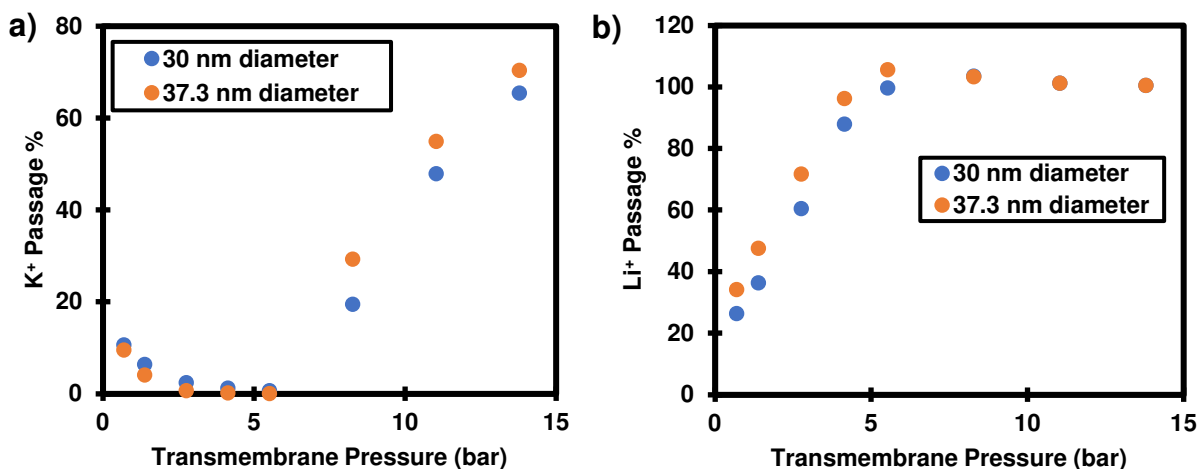 a)
80
60
40
20
0
K⁺ Passage %
30 nm diameter
37.3 nm diameter
0 5 10 15
Transmembrane Pressure (bar)
b)
120
100
80
60
40
20
0
Li⁺ Passage %
30 nm diameter
37.3 nm diameter
0 5 10 15
Transmembrane Pressure (bar)